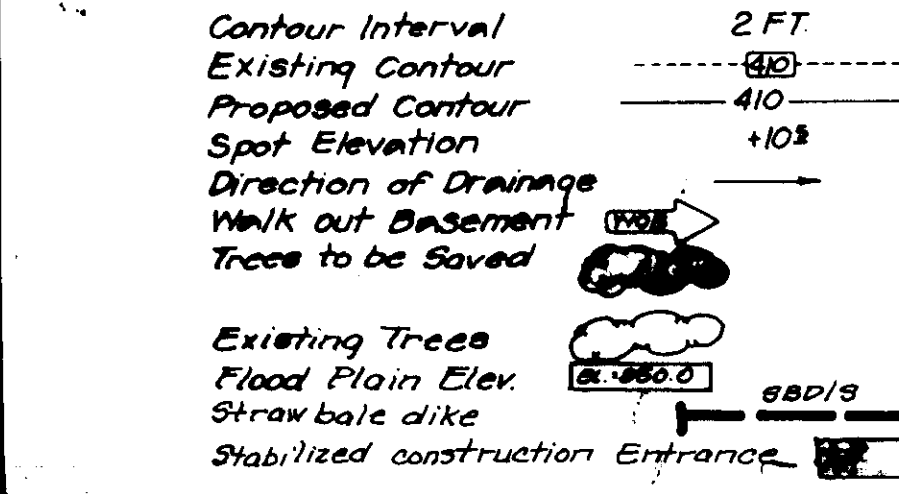 Contour Interval 2 FT.
Existing Contour 410
Proposed Contour 410
Spot Elevation +10⁵
Direction of Drainage
Walk out Basement WOB
Trees to be Saved
Existing Trees
Flood Plain Elev. 
Straw bale dike SBD/S
Stabilized construction Entrance